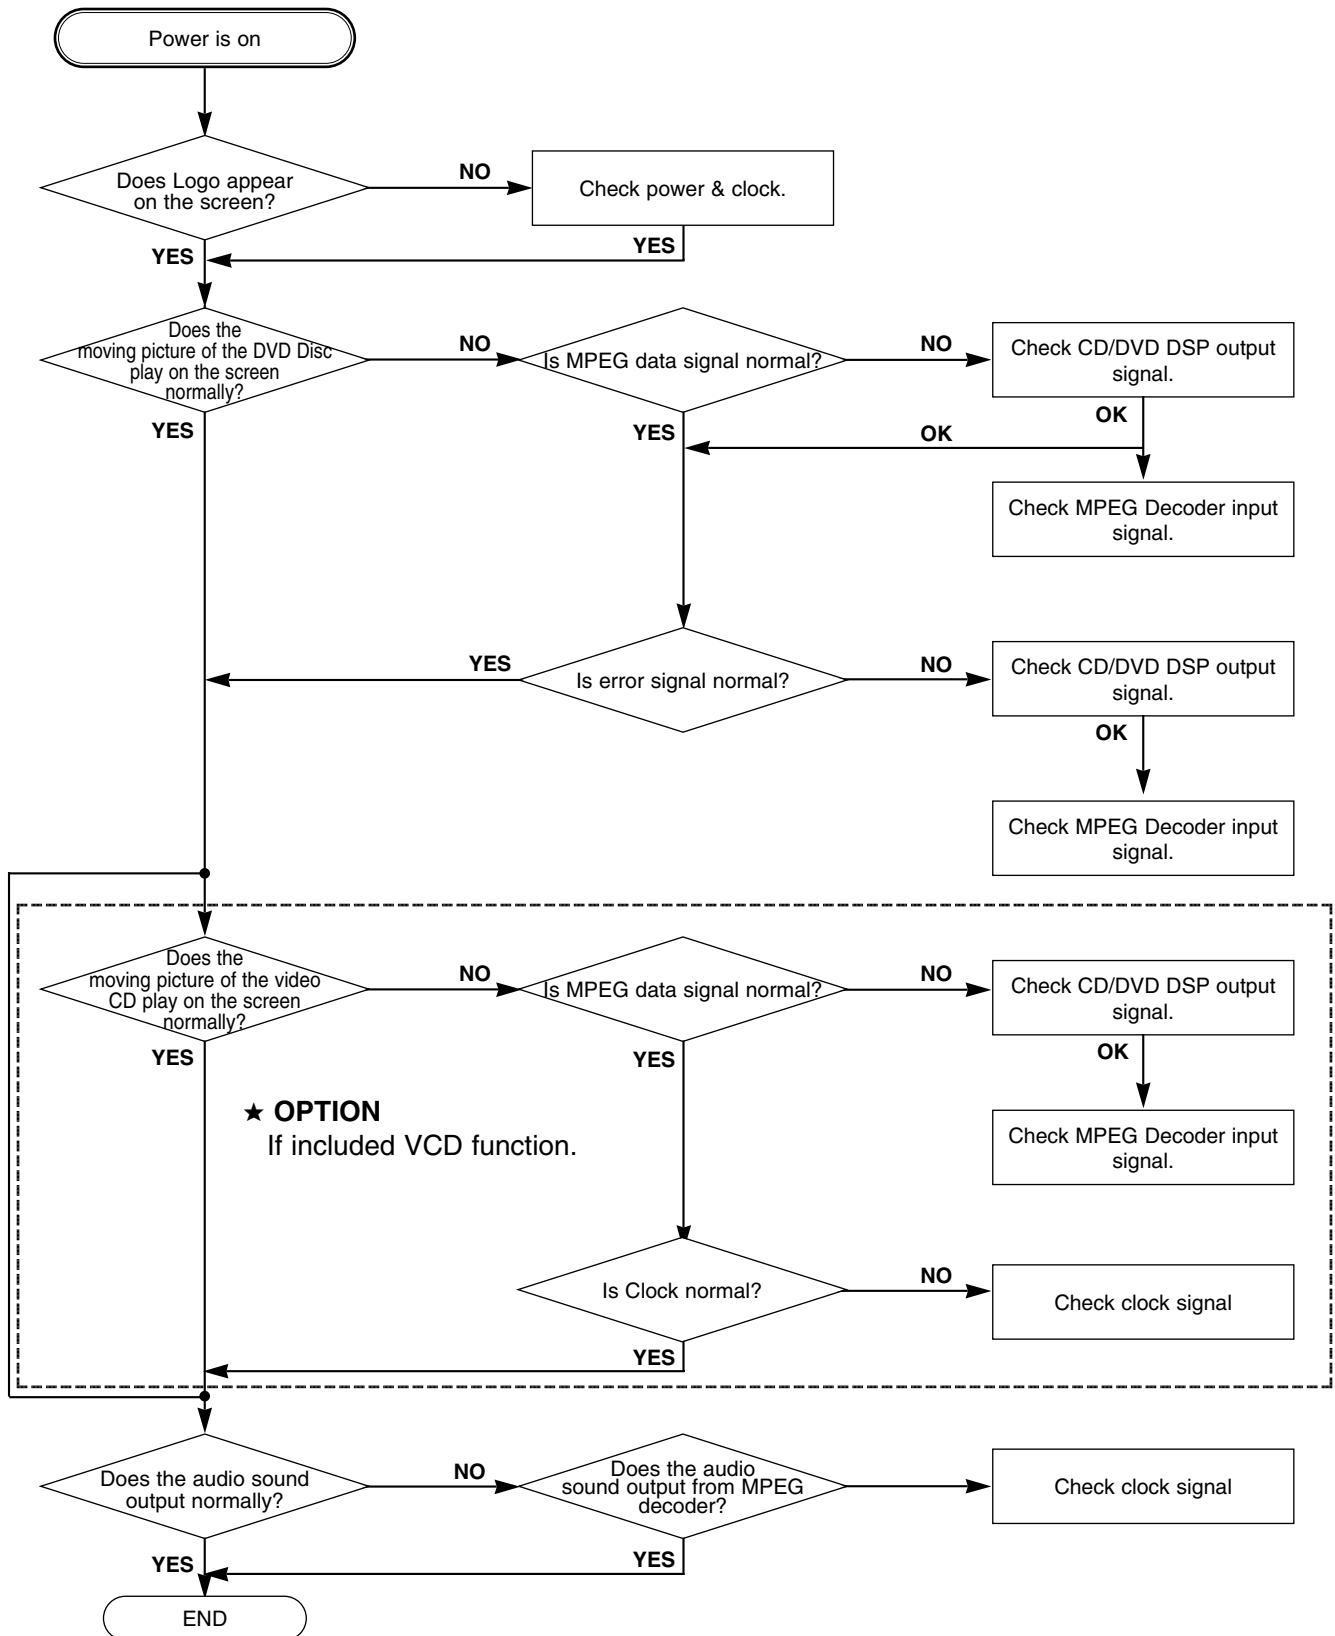 Power is on
Does Logo appear
on the screen?
NO
Check power & clock.
YES
YES
Does the
moving picture of the DVD Disc
play on the screen
normally?
NO
Is MPEG data signal normal?
NO
Check CD/DVD DSP output
signal.
YES
YES
OK
OK
Check MPEG Decoder input
signal.
YES
Is error signal normal?
NO
Check CD/DVD DSP output
signal.
OK
Check MPEG Decoder input
signal.
Does the
moving picture of the video
CD play on the screen
normally?
NO
Is MPEG data signal normal?
NO
Check CD/DVD DSP output
signal.
YES
YES
OK
★ OPTION
If included VCD function.
Check MPEG Decoder input
signal.
Is Clock normal?
NO
Check clock signal
YES
Does the audio sound
output normally?
NO
Does the audio
sound output from MPEG
decoder?
Check clock signal
YES
YES
END